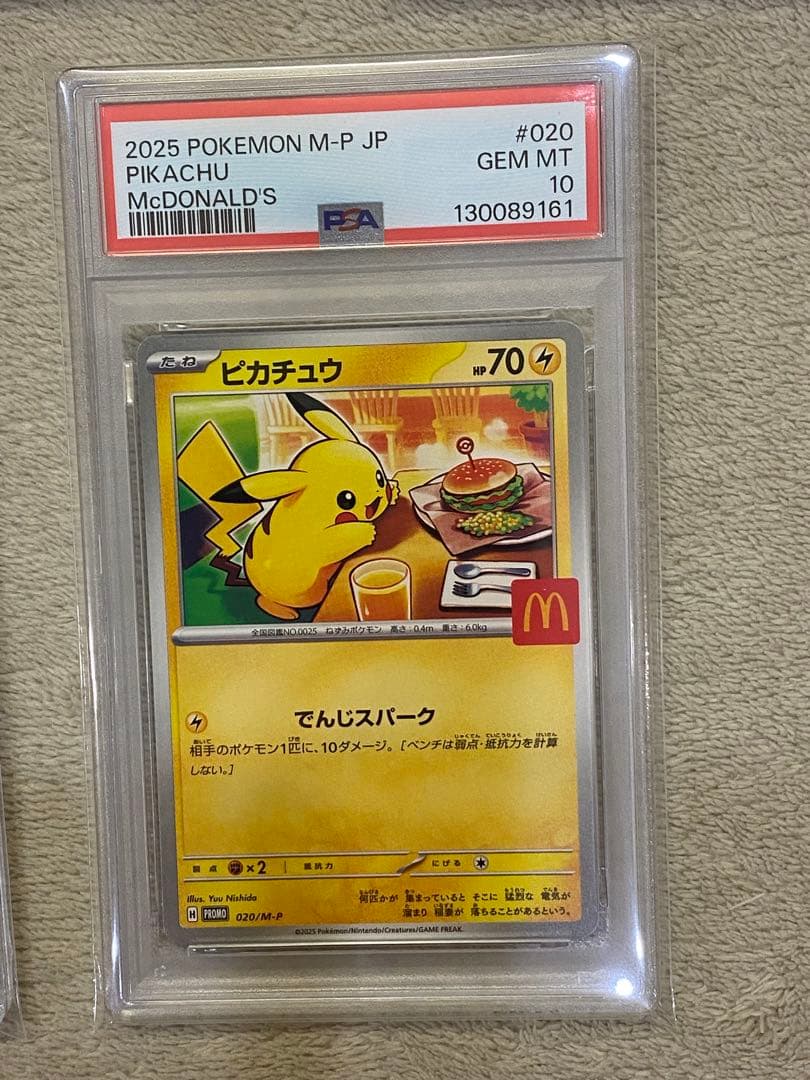 2025 POKEMON M-P JP
#020
PIKACHU
GEM MT
McDONALD'S
10
PSA
130089161
たね
ピカチュウ
HP 70
全国図鑑NO.0025 ねずみポケモン 高さ:0.4m 重さ:6.0kg
でんじスパーク
相手のポケモン1匹に、10ダメージ。[ベンチは弱点・抵抗力を計算
しない。]
弱点 ×2 抵抗力 にげる
Illus. Yuu Nishida
何匹かが 集まっていると そこに 猛烈な 電気が
溜まり 稲妻が 落ちることがあるという。
H PROMO 020/M-P
©2025 Pokémon/Nintendo/Creatures/GAME FREAK.